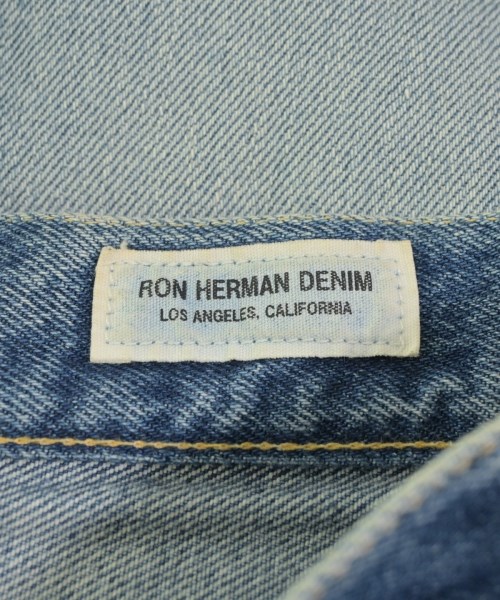 RON HERMAN DENIM
LOS ANGELES, CALIFORNIA